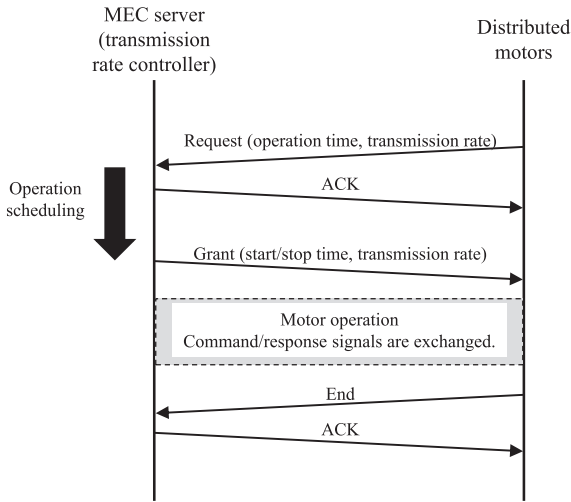 MEC server
(transmission
rate controller)
Distributed
motors
Request (operation time, transmission rate)
ACK
Operation
scheduling
Grant (start/stop time, transmission rate)
Motor operation
Command/response signals are exchanged.
End
ACK